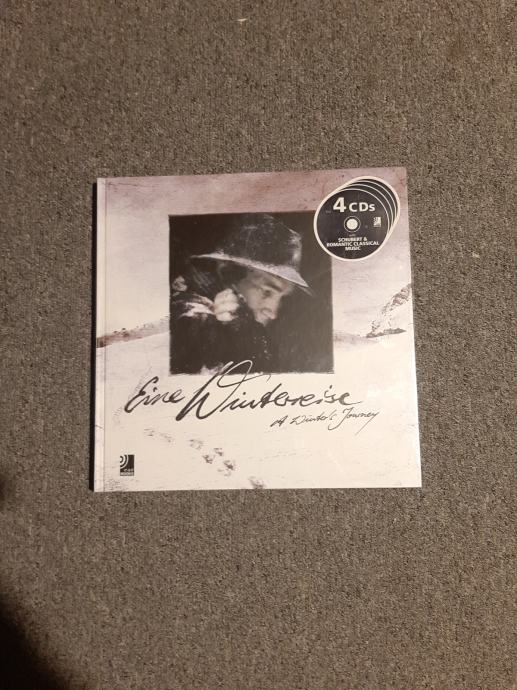 4 CDs
SCHUBERT &
ROMANTIC CLASSICAL
MUSIC
Eine Winterreise
A Winter's Journey